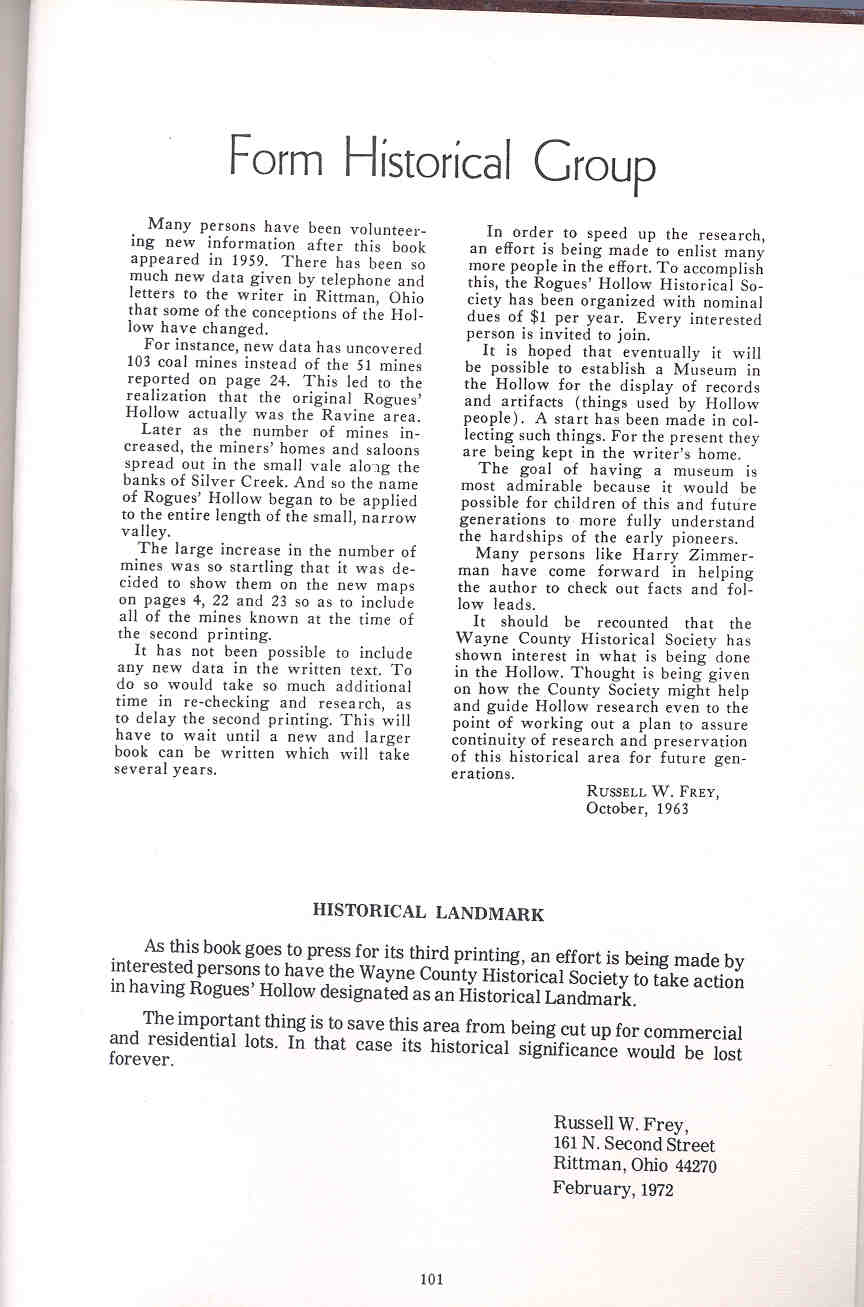 Form Historical Group
Many persons have been volunteer-
ing new information after this book
appeared in 1959. There has been so
much new data given by telephone and
letters to the writer in Rittman, Ohio
that some of the conceptions of the Hol-
low have changed.
For instance, new data has uncovered
103 coal mines instead of the 51 mines
reported on page 24. This led to the
realization that the original Rogues'
Hollow actually was the Ravine area.
Later as the number of mines in-
creased, the miners' homes and saloons
spread out in the small vale along the
banks of Silver Creek. And so the name
of Rogues' Hollow began to be applied
to the entire length of the small, narrow
valley.
The large increase in the number of
mines was so startling that it was de-
cided to show them on the new maps
on pages 4, 22 and 23 so as to include
all of the mines known at the time of
the second printing.
It has not been possible to include
any new data in the written text. To
do so would take so much additional
time in re-checking and research, as
to delay the second printing. This will
have to wait until a new and larger
book can be written which will take
several years.
In order to speed up the research,
an effort is being made to enlist many
more people in the effort. To accomplish
this, the Rogues' Hollow Historical So-
ciety has been organized with nominal
dues of $1 per year. Every interested
person is invited to join.
It is hoped that eventually it will
be possible to establish a Museum in
the Hollow for the display of records
and artifacts (things used by Hollow
people). A start has been made in col-
lecting such things. For the present they
are being kept in the writer's home.
The goal of having a museum is
most admirable because it would be
possible for children of this and future
generations to more fully understand
the hardships of the early pioneers.
Many persons like Harry Zimmer-
man have come forward in helping
the author to check out facts and fol-
low leads.
It should be recounted that the
Wayne County Historical Society has
shown interest in what is being done
in the Hollow. Thought is being given
on how the County Society might help
and guide Hollow research even to the
point of working out a plan to assure
continuity of research and preservation
of this historical area for future gen-
erations.
RUSSELL W. FREY,
October, 1963
HISTORICAL LANDMARK
As this book goes to press for its third printing, an effort is being made by
interested persons to have the Wayne County Historical Society to take action
in having Rogues' Hollow designated as an Historical Landmark.
The important thing is to save this area from being cut up for commercial
and residential lots. In that case its historical significance would be lost
forever.
Russell W. Frey,
161 N. Second Street
Rittman, Ohio 44270
February, 1972
101